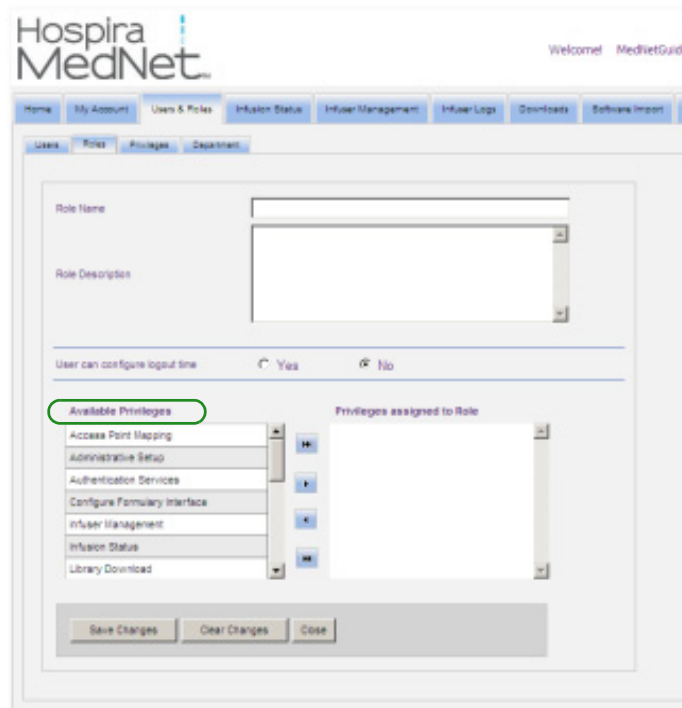 Hospira
MedNet
Welcome! MedNetGuid
Home My Account Users & Roles Infusion Status Infuser Management Infuser Logs Downloads Software Import
Users Roles Privileges Department
Role Name
Role Description
User can configure logout time Yes No
Available Privileges Privileges assigned to Role
Access Point Mapping
Administrative Setup
Authentication Services
Configure Formulary Interface
Infuser Management
Infusion Status
Library Download
Save Changes Clear Changes Close